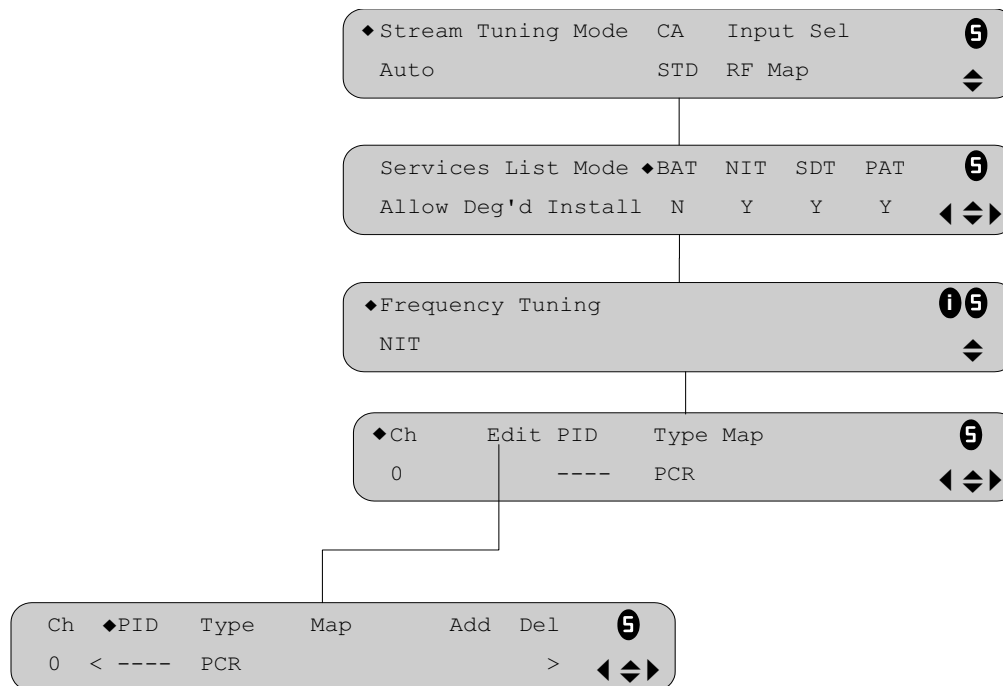 ◆Stream Tuning Mode CA Input Sel S
Auto STD RF Map
Services List Mode ◆BAT NIT SDT PAT S
Allow Deg'd Install N Y Y Y
◆Frequency Tuning i S
NIT
◆Ch Edit PID Type Map S
0 ---- PCR
Ch ◆PID Type Map Add Del S
0 < ---- PCR >